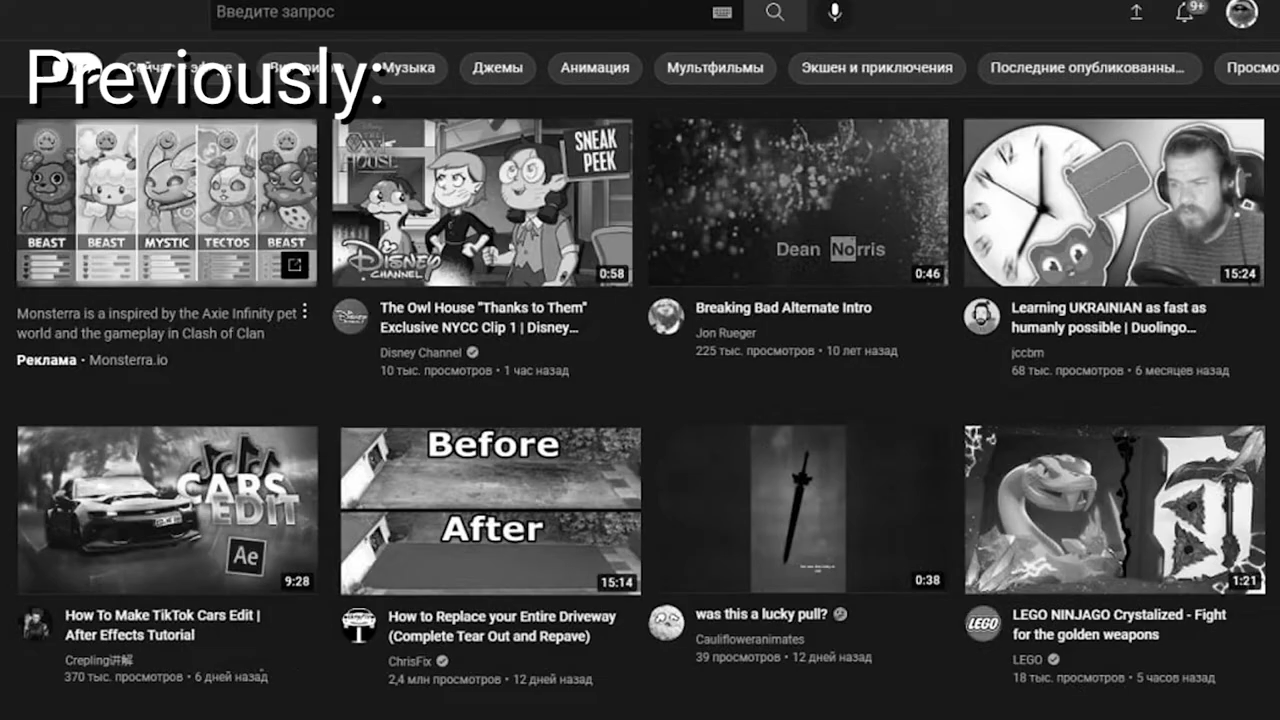 Введите запрос
9+
Previously:
Музыка
Джемы
Анимация
Мультфильмы
Экшен и приключения
Последние опубликованны...
BEAST
BEAST
MYSTIC
TECTOS
BEAST
THE OWL HOUSE
SNEAK
PEEK
Disney
CHANNEL
0:58
Dean Norris
0:46
15:24
Monsterra is a inspired by the Axie Infinity pet
world and the gameplay in Clash of Clan
Реклама · Monsterra.io
The Owl House "Thanks to Them"
Exclusive NYCC Clip 1 | Disney...
Disney Channel
10 тыс. просмотров · 1 час назад
Breaking Bad Alternate Intro
Jon Rueger
225 тыс. просмотров · 10 лет назад
Learning UKRAINIAN as fast as
humanly possible | Duolingo...
jccbm
68 тыс. просмотров · 6 месяцев назад
CARS
EDIT
Ae
9:28
Before
After
15:14
0:38
1:21
How To Make TikTok Cars Edit |
After Effects Tutorial
Crepling讲解
370 тыс. просмотров · 6 дней назад
How to Replace your Entire Driveway
(Complete Tear Out and Repave)
ChrisFix
2,4 млн просмотров · 12 дней назад
was this a lucky pull?
Caulifloweranimates
39 просмотров · 12 дней назад
LEGO
LEGO NINJAGO Crystalized - Fight
for the golden weapons
LEGO
18 тыс. просмотров · 5 часов назад